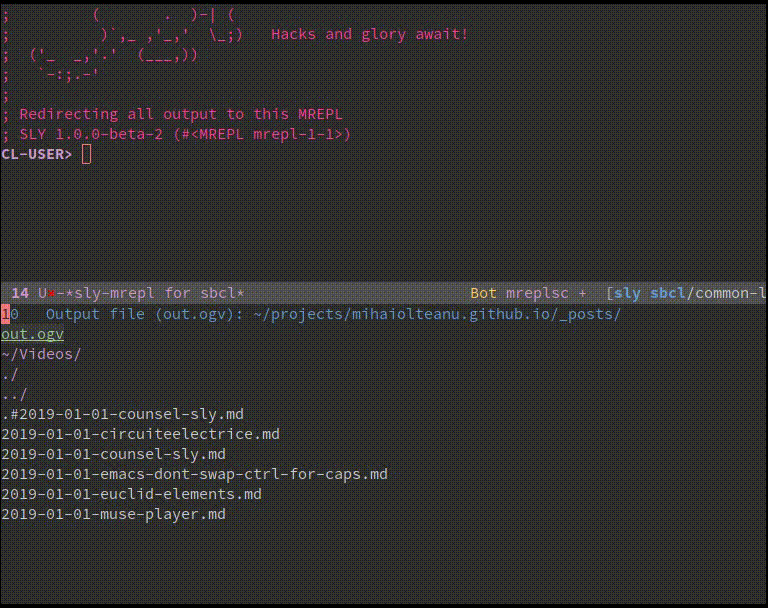 ;         (       .  )-| (
;          )`,_ ,'_,'  \_;)   Hacks and glory await!
;  ('_  _,'.'  (___,))
;   `-:;.-'
;
; Redirecting all output to this MREPL
; SLY 1.0.0-beta-2 (#<MREPL mrepl-1-1>)
CL-USER>
14 U*-*sly-mrepl for sbcl* Bot mreplsc + [sly sbcl/common-l
10 Output file (out.ogv): ~/projects/mihaiolteanu.github.io/_posts/
out.ogv
~/Videos/
./
../
.#2019-01-01-counsel-sly.md
2019-01-01-circuiteelectrice.md
2019-01-01-counsel-sly.md
2019-01-01-emacs-dont-swap-ctrl-for-caps.md
2019-01-01-euclid-elements.md
2019-01-01-muse-player.md